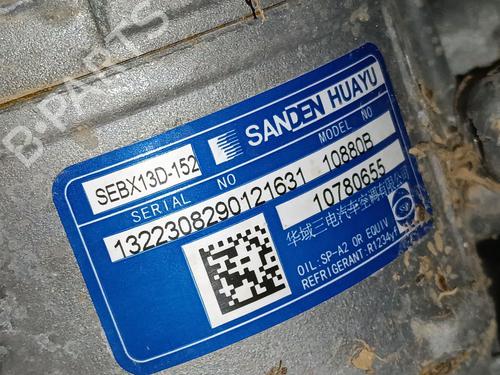 B-PARTS
SANDEN HUAYU
SEBX13D-152
SERIAL NO
MODEL NO
1322308290121631 10880B
10780655
华域三电汽车空调有限公司
OIL:SP-A2 OR EQUIV
REFRIGERANT:R1234yf